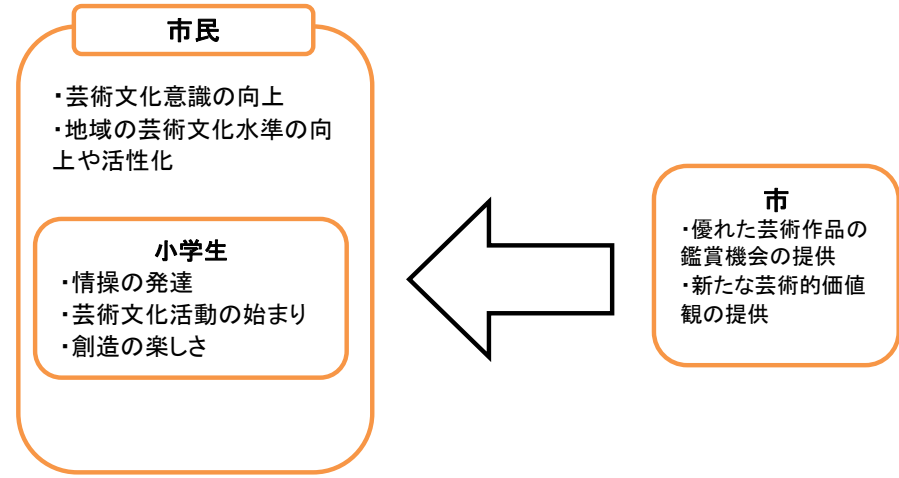 市民
・芸術文化意識の向上
・地域の芸術文化水準の向
上や活性化
小学生
・情操の発達
・芸術文化活動の始まり
・創造の楽しさ
市
・優れた芸術作品の
鑑賞機会の提供
・新たな芸術的価値
観の提供